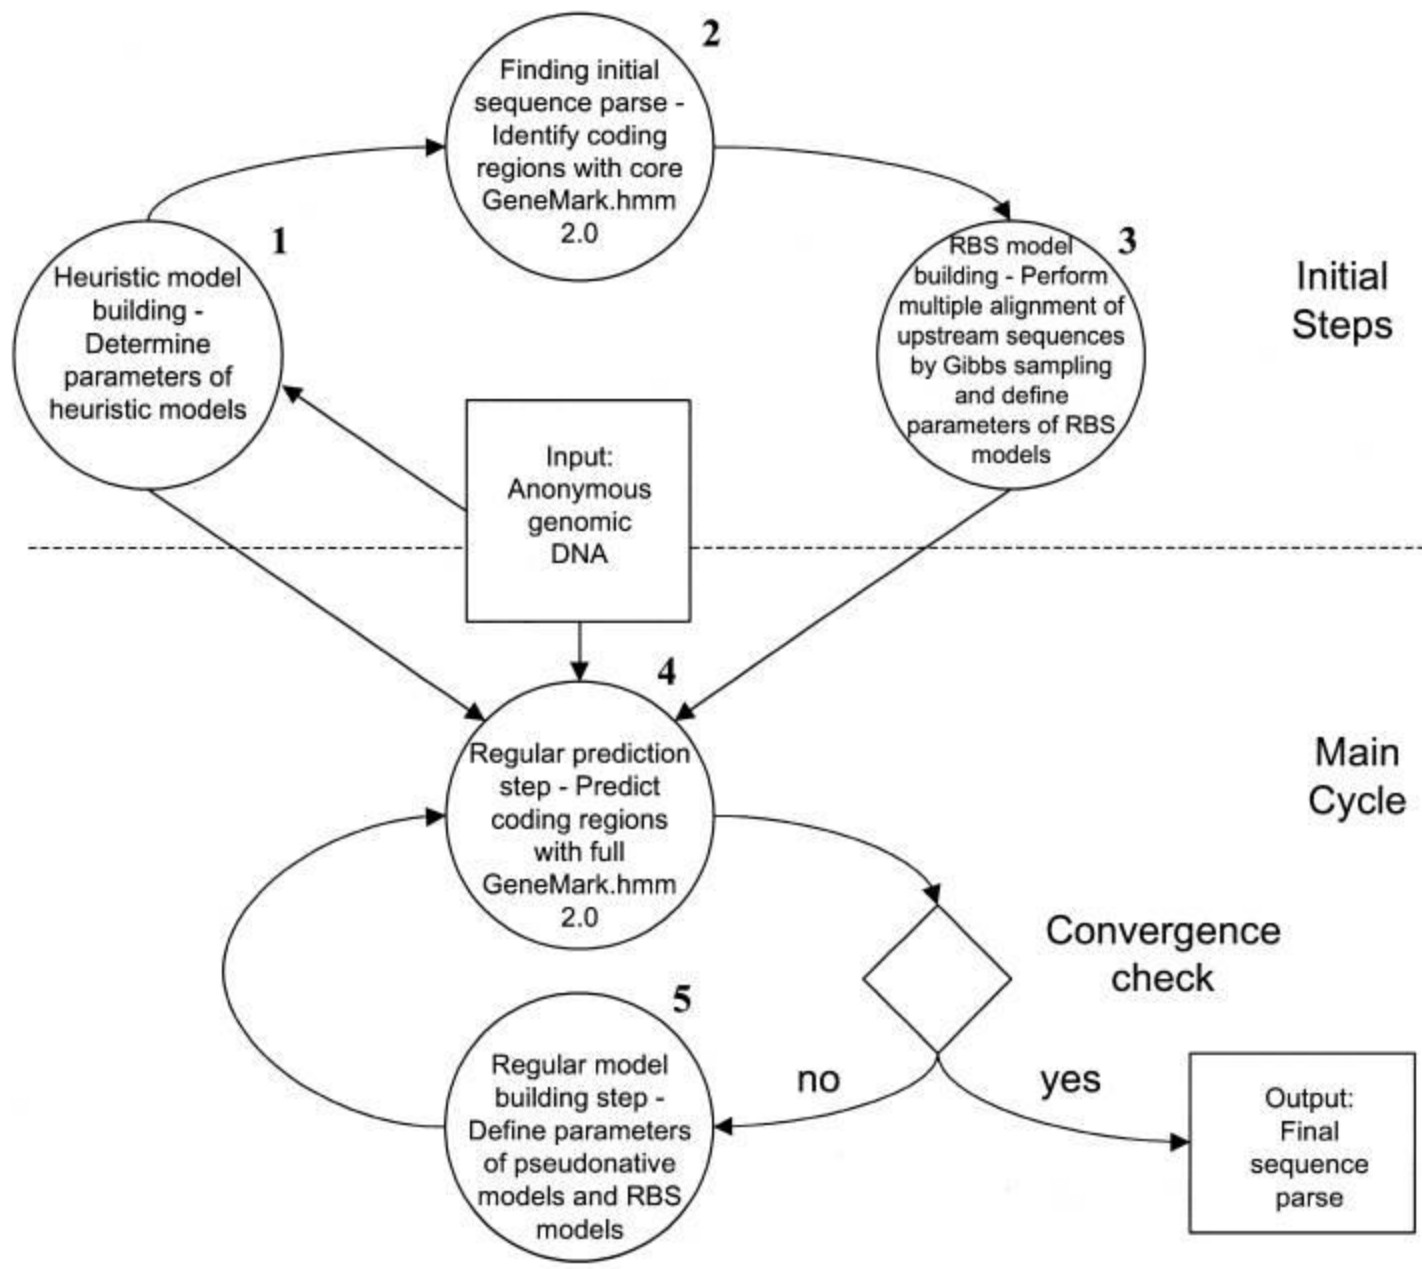 2
Finding initial
sequence parse -
Identify coding
regions with core
GeneMark.hmm
2.0
1
Heuristic model
building -
Determine
parameters of
heuristic models
3
RBS model
building - Perform
multiple alignment of
upstream sequences
by Gibbs sampling
and define
parameters of RBS
models
Initial
Steps
Input:
Anonymous
genomic
DNA
4
Regular prediction
step - Predict
coding regions
with full
GeneMark.hmm
2.0
Main
Cycle
Convergence
check
5
Regular model
building step -
Define parameters
of pseudonative
models and RBS
models
no
yes
Output:
Final
sequence
parse